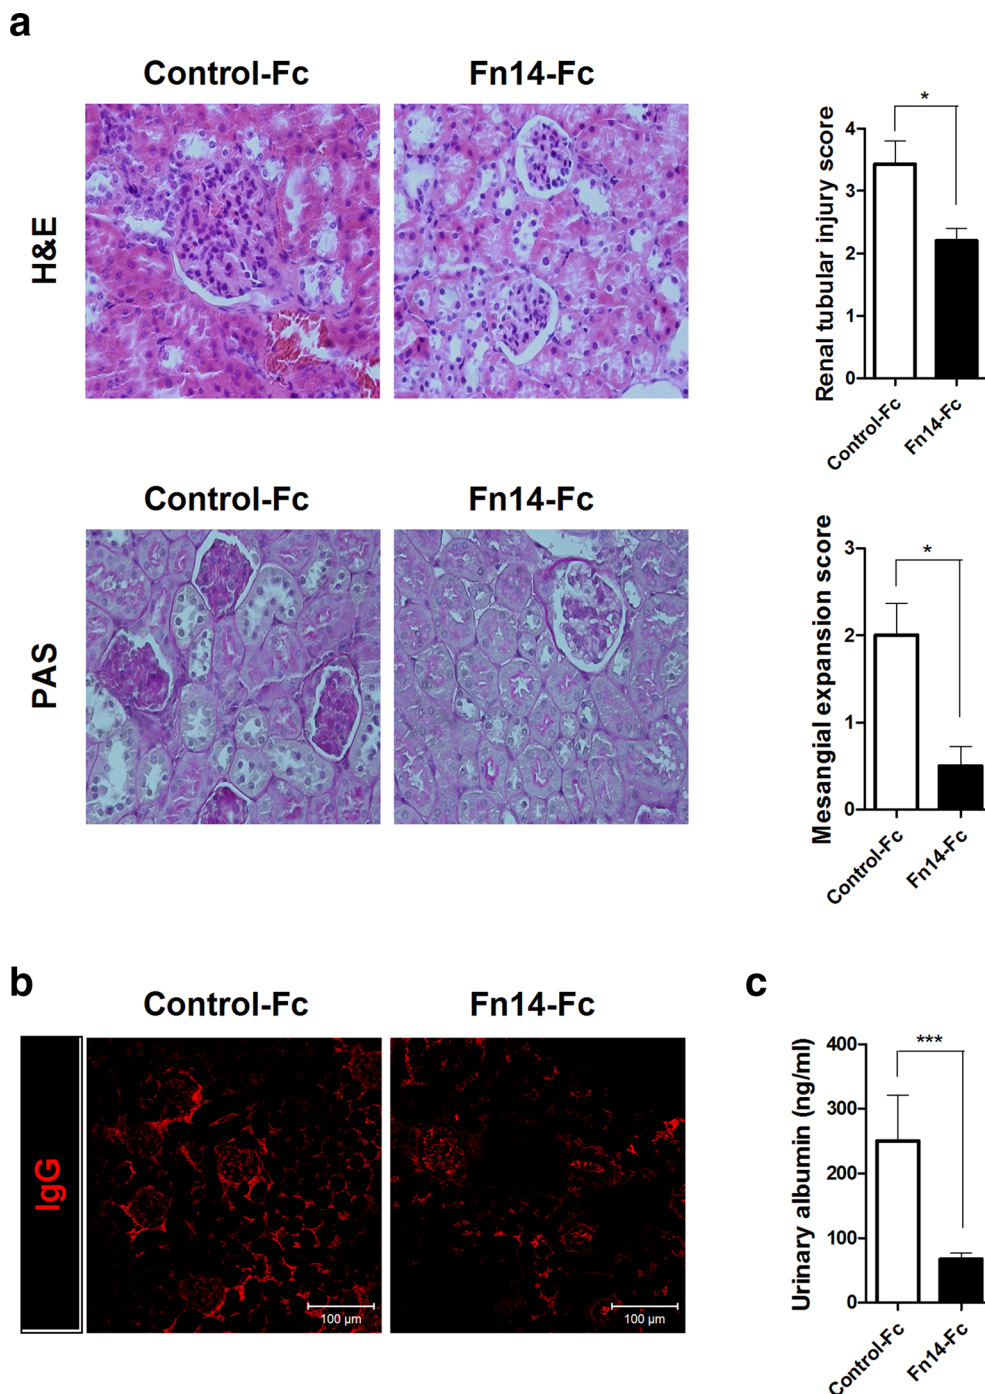 a
Control-Fc
Fn14-Fc
H&E
Renal tubular injury score
4
3
2
1
0
*
Control-Fc
Fn14-Fc
Control-Fc
Fn14-Fc
PAS
Mesangial expansion score
3
2
1
0
*
Control-Fc
Fn14-Fc
b
Control-Fc
Fn14-Fc
IgG
100 µm
100 µm
c
Urinary albumin (ng/ml)
400
300
200
100
0
***
Control-Fc
Fn14-Fc